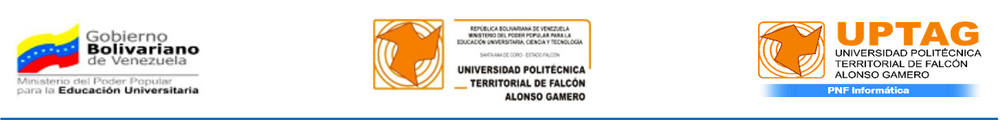 Gobierno
Bolivariano
de Venezuela
Ministerio del Poder Popular
para la Educación Universitaria
REPÚBLICA BOLIVARIANA DE VENEZUELA
MINISTERIO DEL PODER POPULAR PARA LA
EDUCACIÓN UNIVERSITARIA, CIENCIA Y TECNOLOGÍA
SANTA ANA DE CORO - ESTADO FALCÓN
UNIVERSIDAD POLITÉCNICA
TERRITORIAL DE FALCÓN
ALONSO GAMERO
UPTAG
UNIVERSIDAD POLITÉCNICA
TERRITORIAL DE FALCÓN
ALONSO GAMERO
PNF Informática